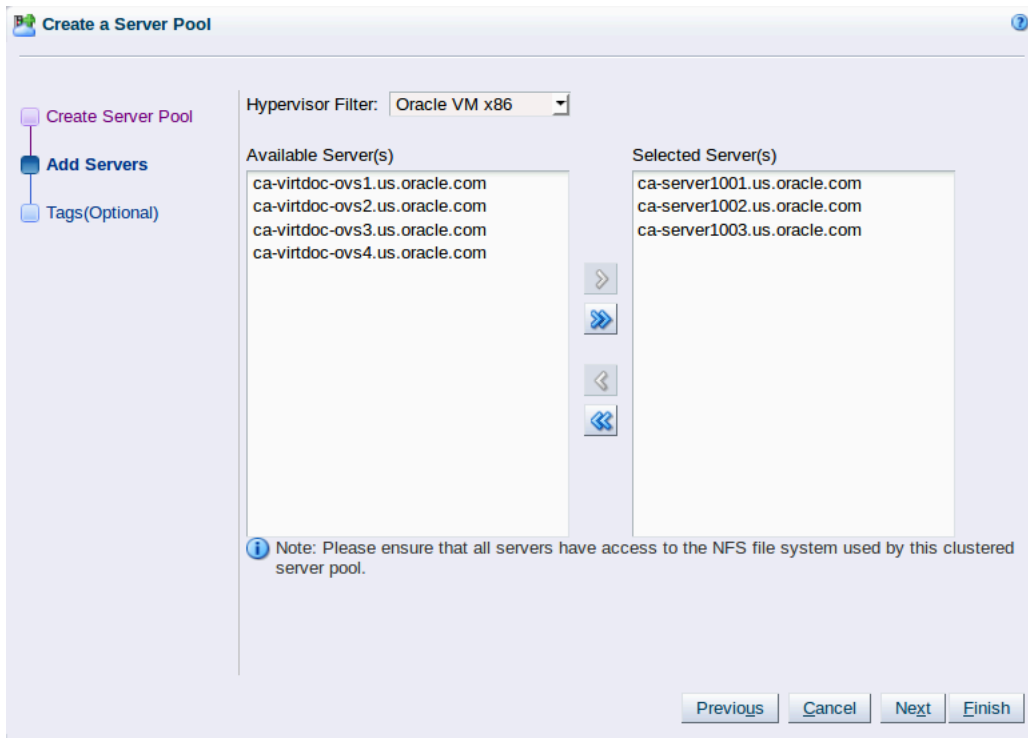 Create a Server Pool
Create Server Pool
Add Servers
Tags(Optional)
Hypervisor Filter: Oracle VM x86
Available Server(s)
ca-virtdoc-ovs1.us.oracle.com
ca-virtdoc-ovs2.us.oracle.com
ca-virtdoc-ovs3.us.oracle.com
ca-virtdoc-ovs4.us.oracle.com
Selected Server(s)
ca-server1001.us.oracle.com
ca-server1002.us.oracle.com
ca-server1003.us.oracle.com
Note: Please ensure that all servers have access to the NFS file system used by this clustered
server pool.
Previous Cancel Next Finish